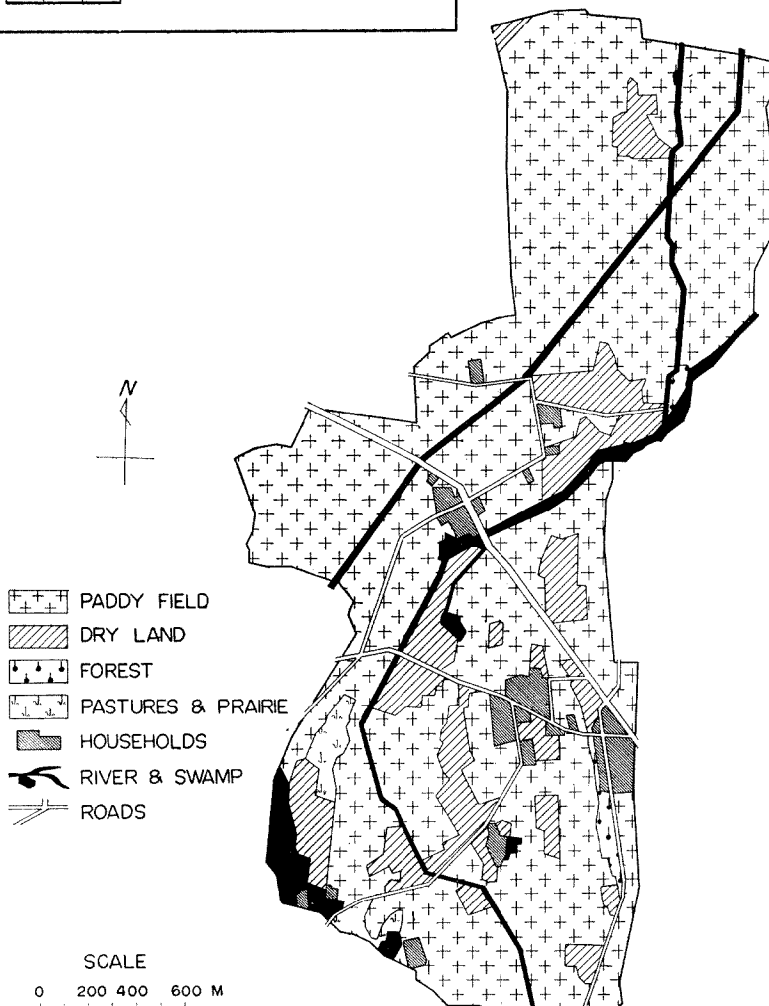 N
PADDY FIELD
DRY LAND
FOREST
PASTURES & PRAIRIE
HOUSEHOLDS
RIVER & SWAMP
ROADS
SCALE
0 200 400 600 M